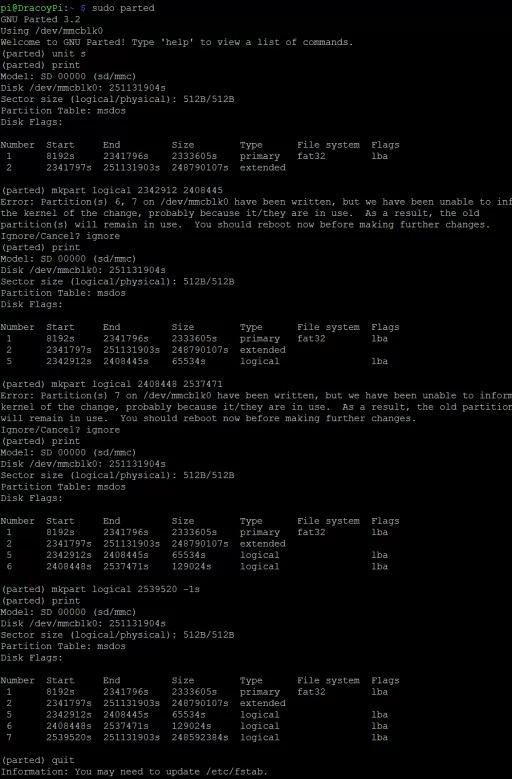 pi@DracoyPi:~ $ sudo parted
GNU Parted 3.2
Using /dev/mmcblk0
Welcome to GNU Parted! Type 'help' to view a list of commands.
(parted) unit s
(parted) print
Model: SD 00000 (sd/mmc)
Disk /dev/mmcblk0: 251131904s
Sector size (logical/physical): 512B/512B
Partition Table: msdos
Disk Flags:

Number  Start     End         Size        Type      File system  Flags
 1      8192s     2341796s    2333605s    primary   fat32        lba
 2      2341797s  251131903s  248790107s  extended

(parted) mkpart logical 2342912 2408445
Error: Partition(s) 6, 7 on /dev/mmcblk0 have been written, but we have been unable to inf
the kernel of the change, probably because it/they are in use.  As a result, the old
partition(s) will remain in use.  You should reboot now before making further changes.
Ignore/Cancel? ignore
(parted) print
Model: SD 00000 (sd/mmc)
Disk /dev/mmcblk0: 251131904s
Sector size (logical/physical): 512B/512B
Partition Table: msdos
Disk Flags:

Number  Start     End         Size        Type      File system  Flags
 1      8192s     2341796s    2333605s    primary   fat32        lba
 2      2341797s  251131903s  248790107s  extended
 5      2342912s  2408445s    65534s      logical                lba

(parted) mkpart logical 2408448 2537471
Error: Partition(s) 7 on /dev/mmcblk0 have been written, but we have been unable to inform
kernel of the change, probably because it/they are in use.  As a result, the old partition
will remain in use.  You should reboot now before making further changes.
Ignore/Cancel? ignore
(parted) print
Model: SD 00000 (sd/mmc)
Disk /dev/mmcblk0: 251131904s
Sector size (logical/physical): 512B/512B
Partition Table: msdos
Disk Flags:

Number  Start     End         Size        Type      File system  Flags
 1      8192s     2341796s    2333605s    primary   fat32        lba
 2      2341797s  251131903s  248790107s  extended
 5      2342912s  2408445s    65534s      logical                lba
 6      2408448s  2537471s    129024s     logical                lba

(parted) mkpart logical 2539520 -1s
(parted) print
Model: SD 00000 (sd/mmc)
Disk /dev/mmcblk0: 251131904s
Sector size (logical/physical): 512B/512B
Partition Table: msdos
Disk Flags:

Number  Start     End         Size        Type      File system  Flags
 1      8192s     2341796s    2333605s    primary   fat32        lba
 2      2341797s  251131903s  248790107s  extended
 5      2342912s  2408445s    65534s      logical                lba
 6      2408448s  2537471s    129024s     logical                lba
 7      2539520s  251131903s  248592384s  logical                lba

(parted) quit
Information: You may need to update /etc/fstab.